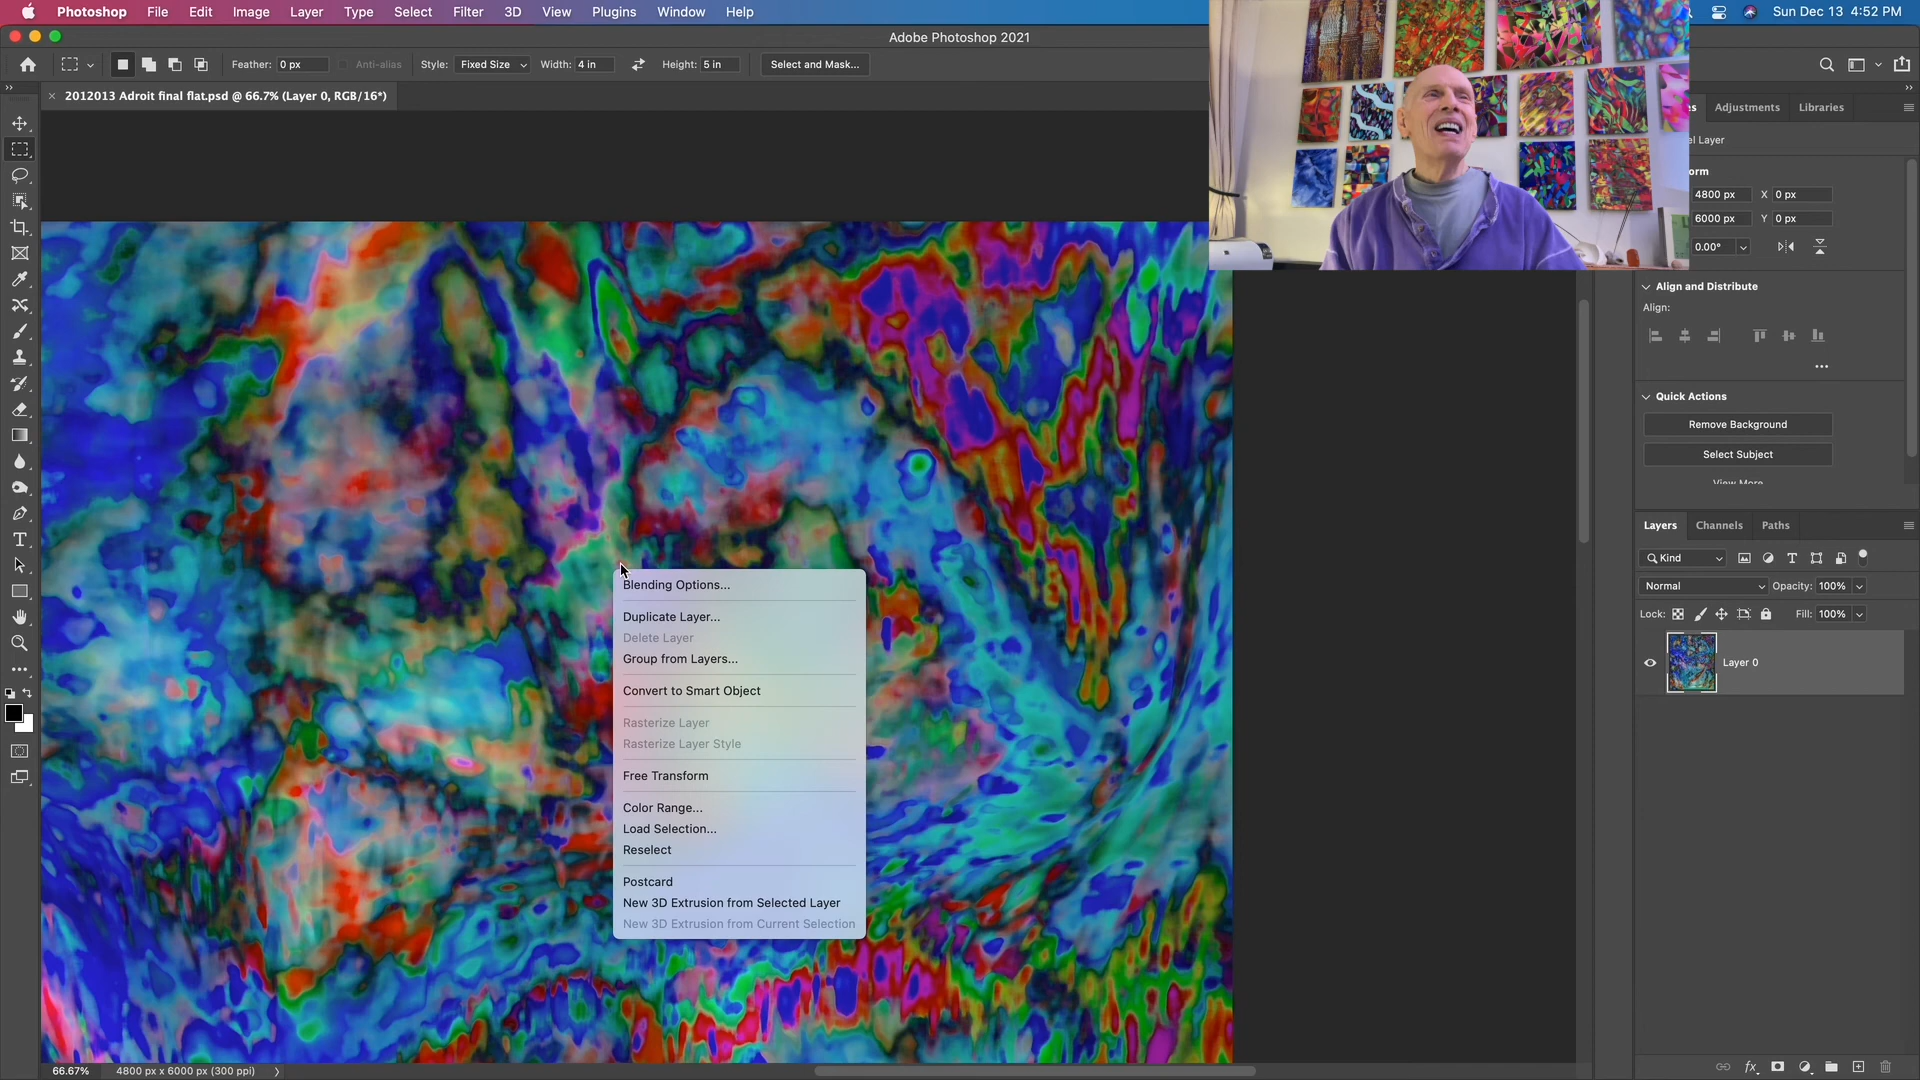 Photoshop File Edit Image Layer Type Select Filter 3D View Plugins Window Help
Sun Dec 13 4:52 PM
Adobe Photoshop 2021
Feather: 0 px Anti-alias Style: Fixed Size Width: 4 in Height: 5 in Select and Mask...
2012013 Adroit final flat.psd @ 66.7% (Layer 0, RGB/16*)
Adjustments Libraries
Layer
4800 px X 0 px
6000 px Y 0 px
0.00°
Align and Distribute
Align:
Quick Actions
Remove Background
Select Subject
View More
Layers Channels Paths
Kind
Normal Opacity: 100%
Lock: Fill: 100%
Layer 0
Blending Options...
Duplicate Layer...
Delete Layer
Group from Layers...
Convert to Smart Object
Rasterize Layer
Rasterize Layer Style
Free Transform
Color Range...
Load Selection...
Reselect
Postcard
New 3D Extrusion from Selected Layer
New 3D Extrusion from Current Selection
66.67% 4800 px x 6000 px (300 ppi)
fx